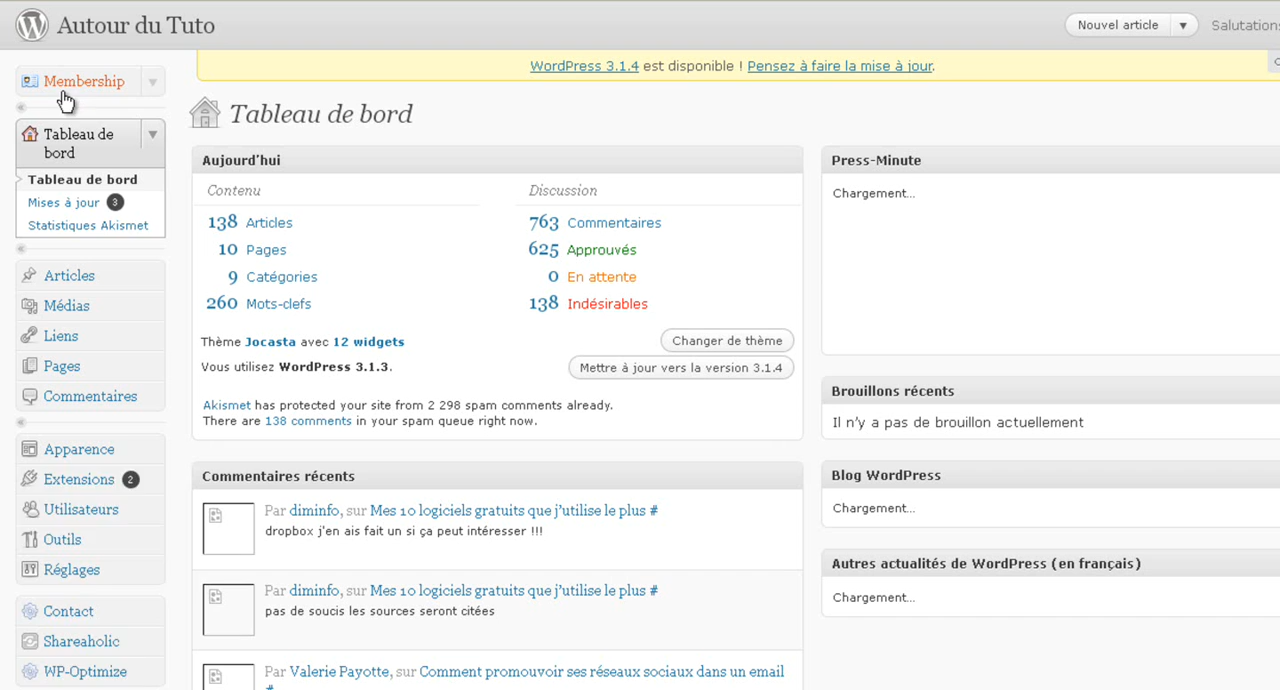 Autour du Tuto
Nouvel article
Salutations
WordPress 3.1.4 est disponible ! Pensez à faire la mise à jour.
Membership
Tableau de
bord
Tableau de bord
Mises à jour 3
Statistiques Akismet
Articles
Médias
Liens
Pages
Commentaires
Apparence
Extensions 2
Utilisateurs
Outils
Réglages
Contact
Shareaholic
WP-Optimize
Tableau de bord
Aujourd'hui
Contenu
138 Articles
10 Pages
9 Catégories
260 Mots-clefs
Discussion
763 Commentaires
625 Approuvés
0 En attente
138 Indésirables
Thème Jocasta avec 12 widgets
Changer de thème
Vous utilisez WordPress 3.1.3.
Mettre à jour vers la version 3.1.4
Akismet has protected your site from 2 298 spam comments already.
There are 138 comments in your spam queue right now.
Commentaires récents
Par diminfo, sur Mes 10 logiciels gratuits que j'utilise le plus #
dropbox j'en ais fait un si ça peut intéresser !!!
Par diminfo, sur Mes 10 logiciels gratuits que j'utilise le plus #
pas de soucis les sources seront citées
Par Valerie Payotte, sur Comment promouvoir ses réseaux sociaux dans un email
#
Press-Minute
Chargement...
Brouillons récents
Il n'y a pas de brouillon actuellement
Blog WordPress
Chargement...
Autres actualités de WordPress (en français)
Chargement...